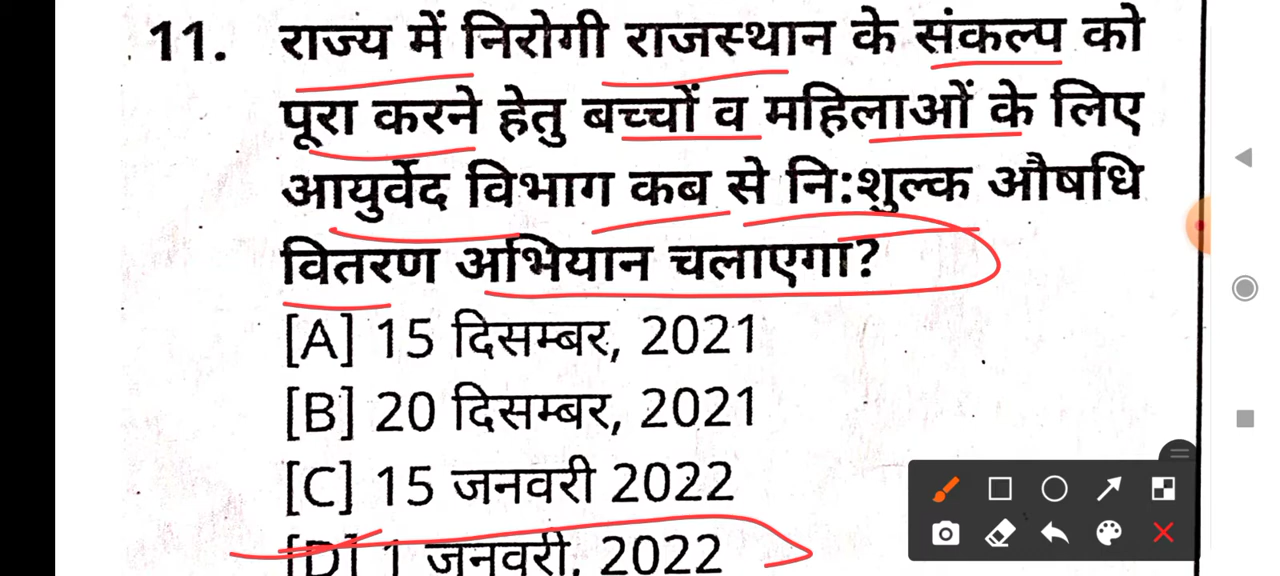 11. राज्य में निरोगी राजस्थान के संकल्प को
पूरा करने हेतु बच्चों व महिलाओं के लिए
आयुर्वेद विभाग कब से नि:शुल्क औषधि
वितरण अभियान चलाएगा?
[A] 15 दिसम्बर, 2021
[B] 20 दिसम्बर, 2021
[C] 15 जनवरी 2022
[D] 1 जनवरी, 2022